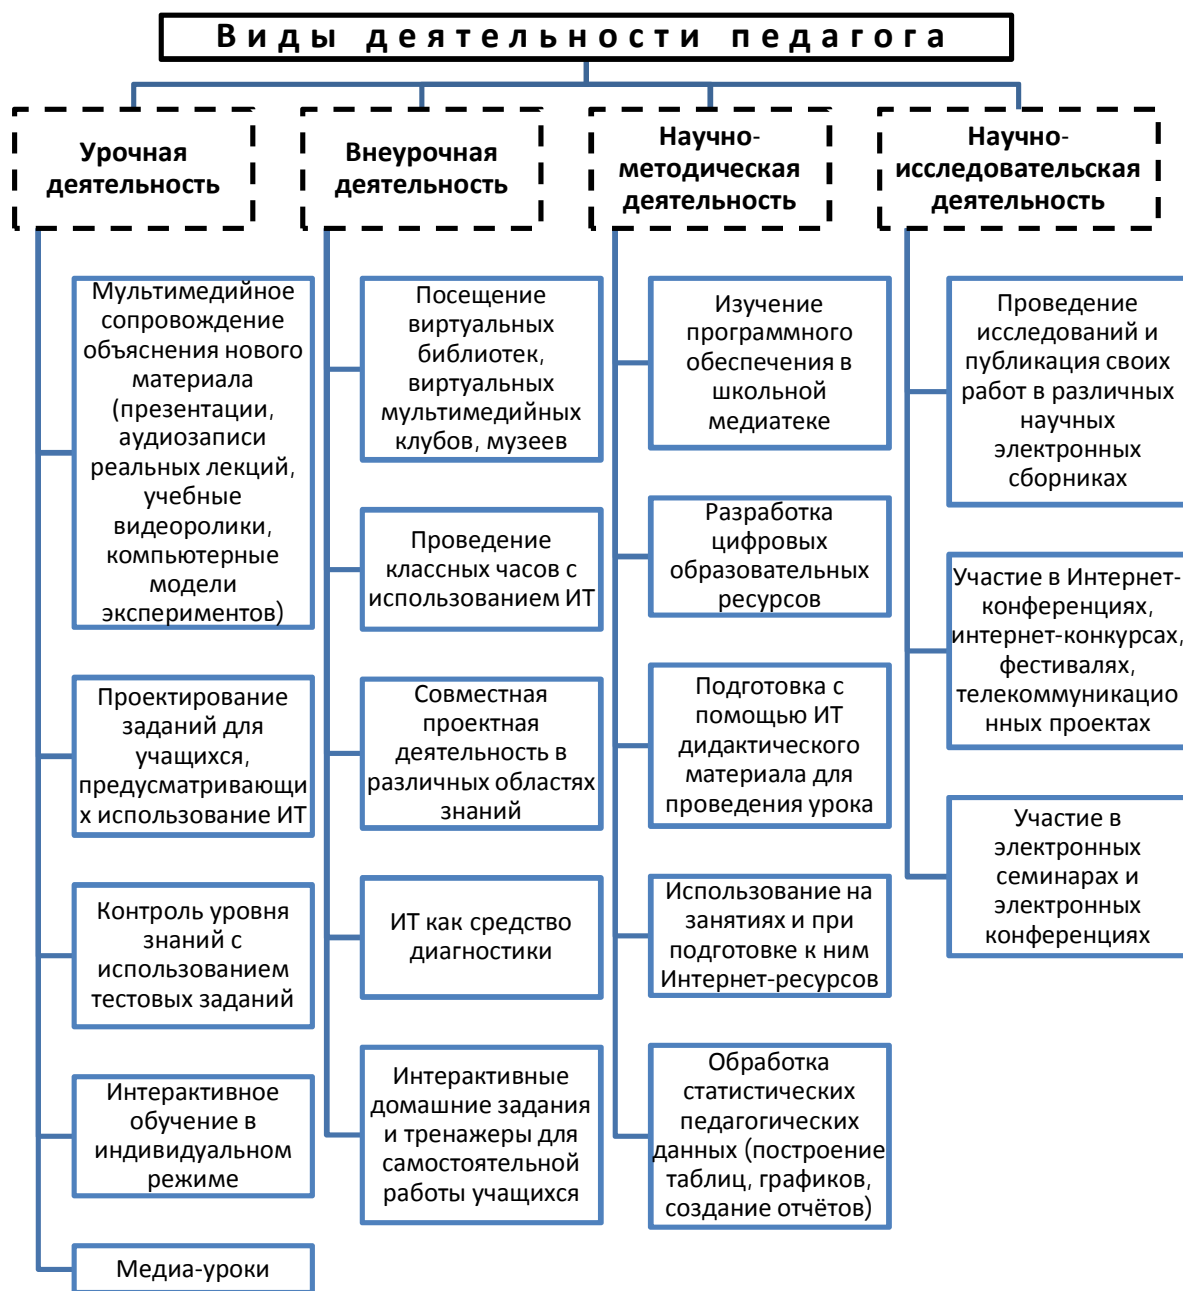 Виды деятельности педагога
Урочная
деятельность
Внеурочная
деятельность
Научно-
методическая
деятельность
Научно-
исследовательская
деятельность
Мультимедийное
сопровождение
объяснения нового
материала
(презентации,
аудиозаписи
реальных лекций,
учебные
видеоролики,
компьютерные
модели
экспериментов)
Проектирование
заданий для
учащихся,
предусматривающи
х использование ИТ
Контроль уровня
знаний с
использованием
тестовых заданий
Интерактивное
обучение в
индивидуальном
режиме
Медиа-уроки
Посещение
виртуальных
библиотек,
виртуальных
мультимедийных
клубов, музеев
Проведение
классных часов с
использованием ИТ
Совместная
проектная
деятельность в
различных областях
знаний
ИТ как средство
диагностики
Интерактивные
домашние задания
и тренажеры для
самостоятельной
работы учащихся
Изучение
программного
обеспечения в
школьной
медиатеке
Разработка
цифровых
образовательных
ресурсов
Подготовка с
помощью ИТ
дидактического
материала для
проведения урока
Использование на
занятиях и при
подготовке к ним
Интернет-ресурсов
Обработка
статистических
педагогических
данных (построение
таблиц, графиков,
создание отчётов)
Проведение
исследований и
публикация своих
работ в различных
научных
электронных
сборниках
Участие в Интернет-
конференциях,
интернет-конкурсах,
фестивалях,
телекоммуникацио
нных проектах
Участие в
электронных
семинарах и
электронных
конференциях